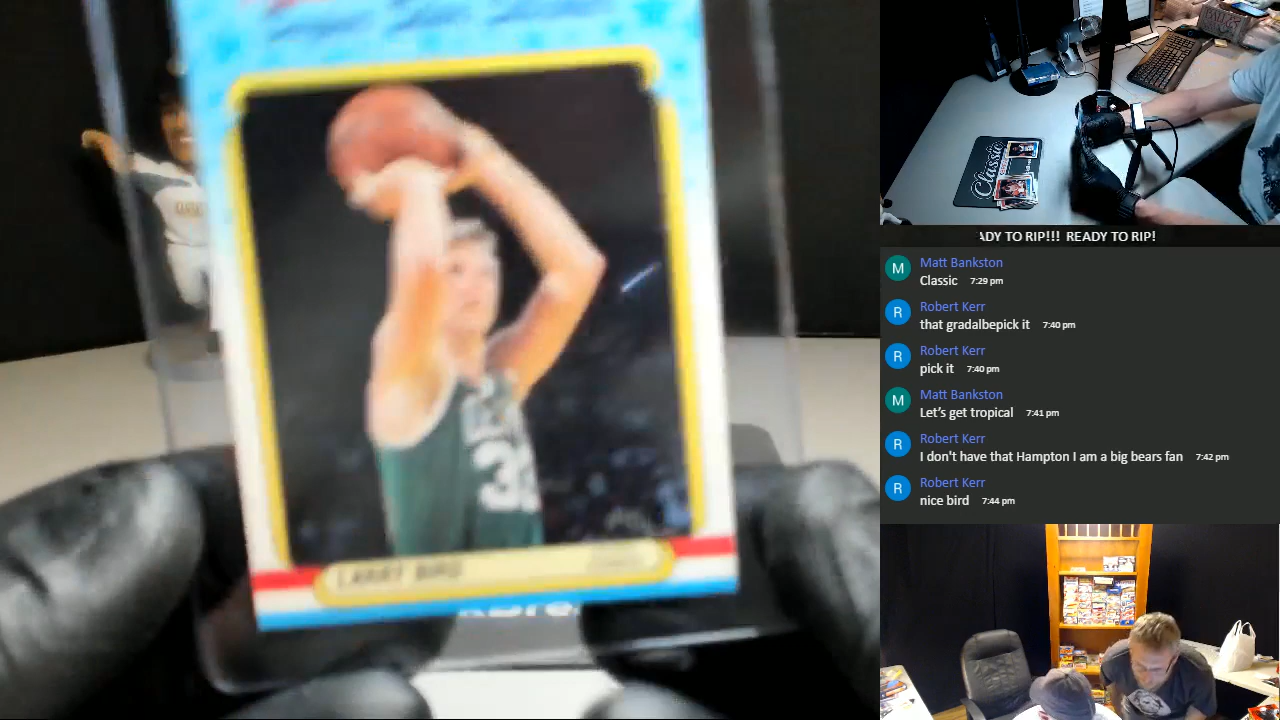 33
LARRY BIRD
Classic
ADY TO RIP!!! READY TO RIP!
M
Matt Bankston
Classic 7:29 pm
R
Robert Kerr
that gradalbepick it 7:40 pm
R
Robert Kerr
pick it 7:40 pm
M
Matt Bankston
Let's get tropical 7:41 pm
R
Robert Kerr
I don't have that Hampton I am a big bears fan 7:42 pm
R
Robert Kerr
nice bird 7:44 pm